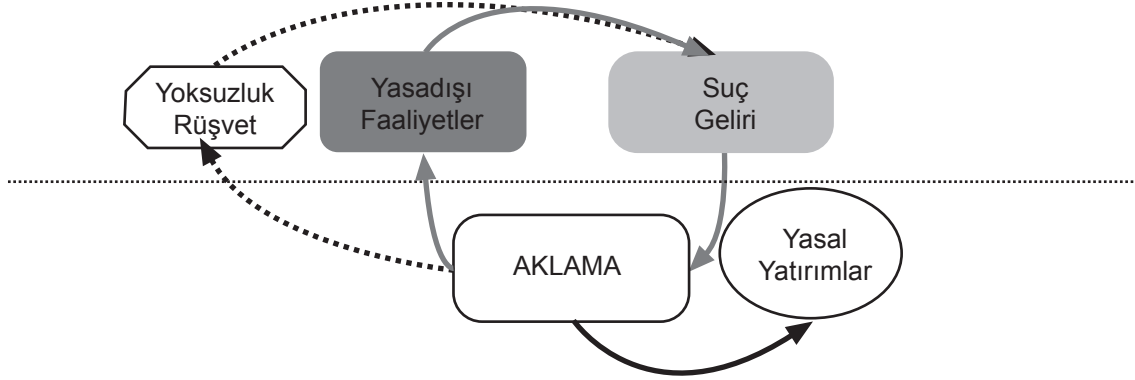 Yoksuzluk
Rüşvet
Yasadışı
Faaliyetler
Suç
Geliri
AKLAMA
Yasal
Yatırımlar